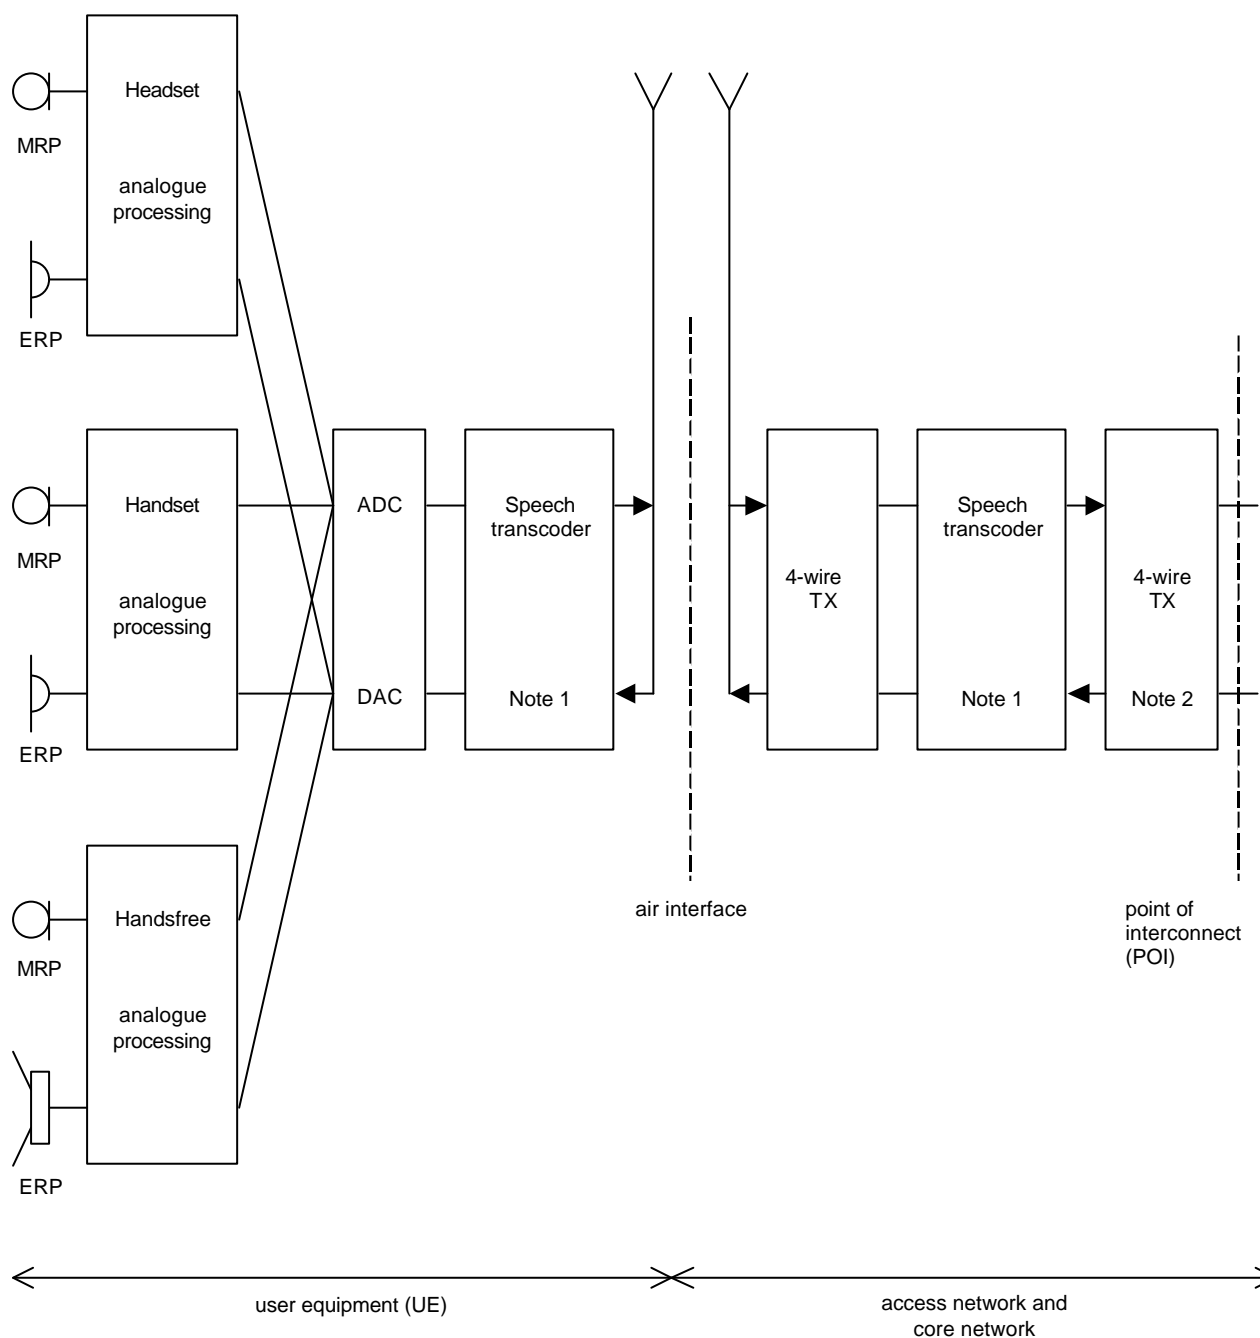 Headset
MRP
analogue
processing
ERP
Handset
MRP
analogue
processing
ERP
Handsfree
MRP
analogue
processing
ERP
ADC
DAC
Speech
transcoder
Note 1
air interface
4-wire
TX
Speech
transcoder
Note 1
4-wire
TX
Note 2
point of
interconnect
(POI)
user equipment (UE)
access network and
core network